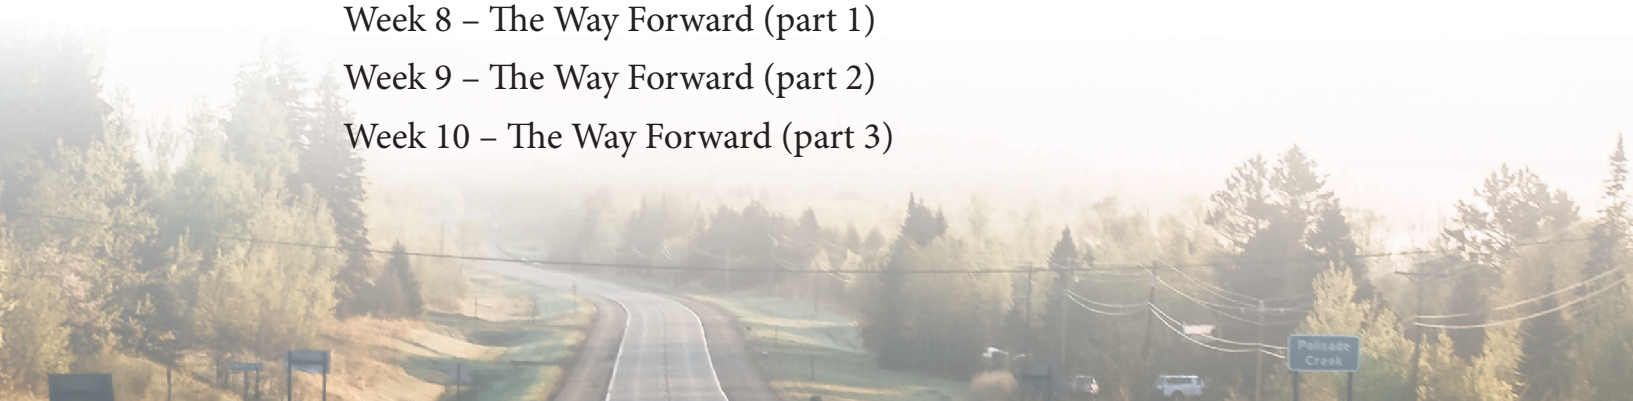 Week 8 – The Way Forward (part 1)
Week 9 – The Way Forward (part 2)
Week 10 – The Way Forward (part 3)
Palisade
Creek